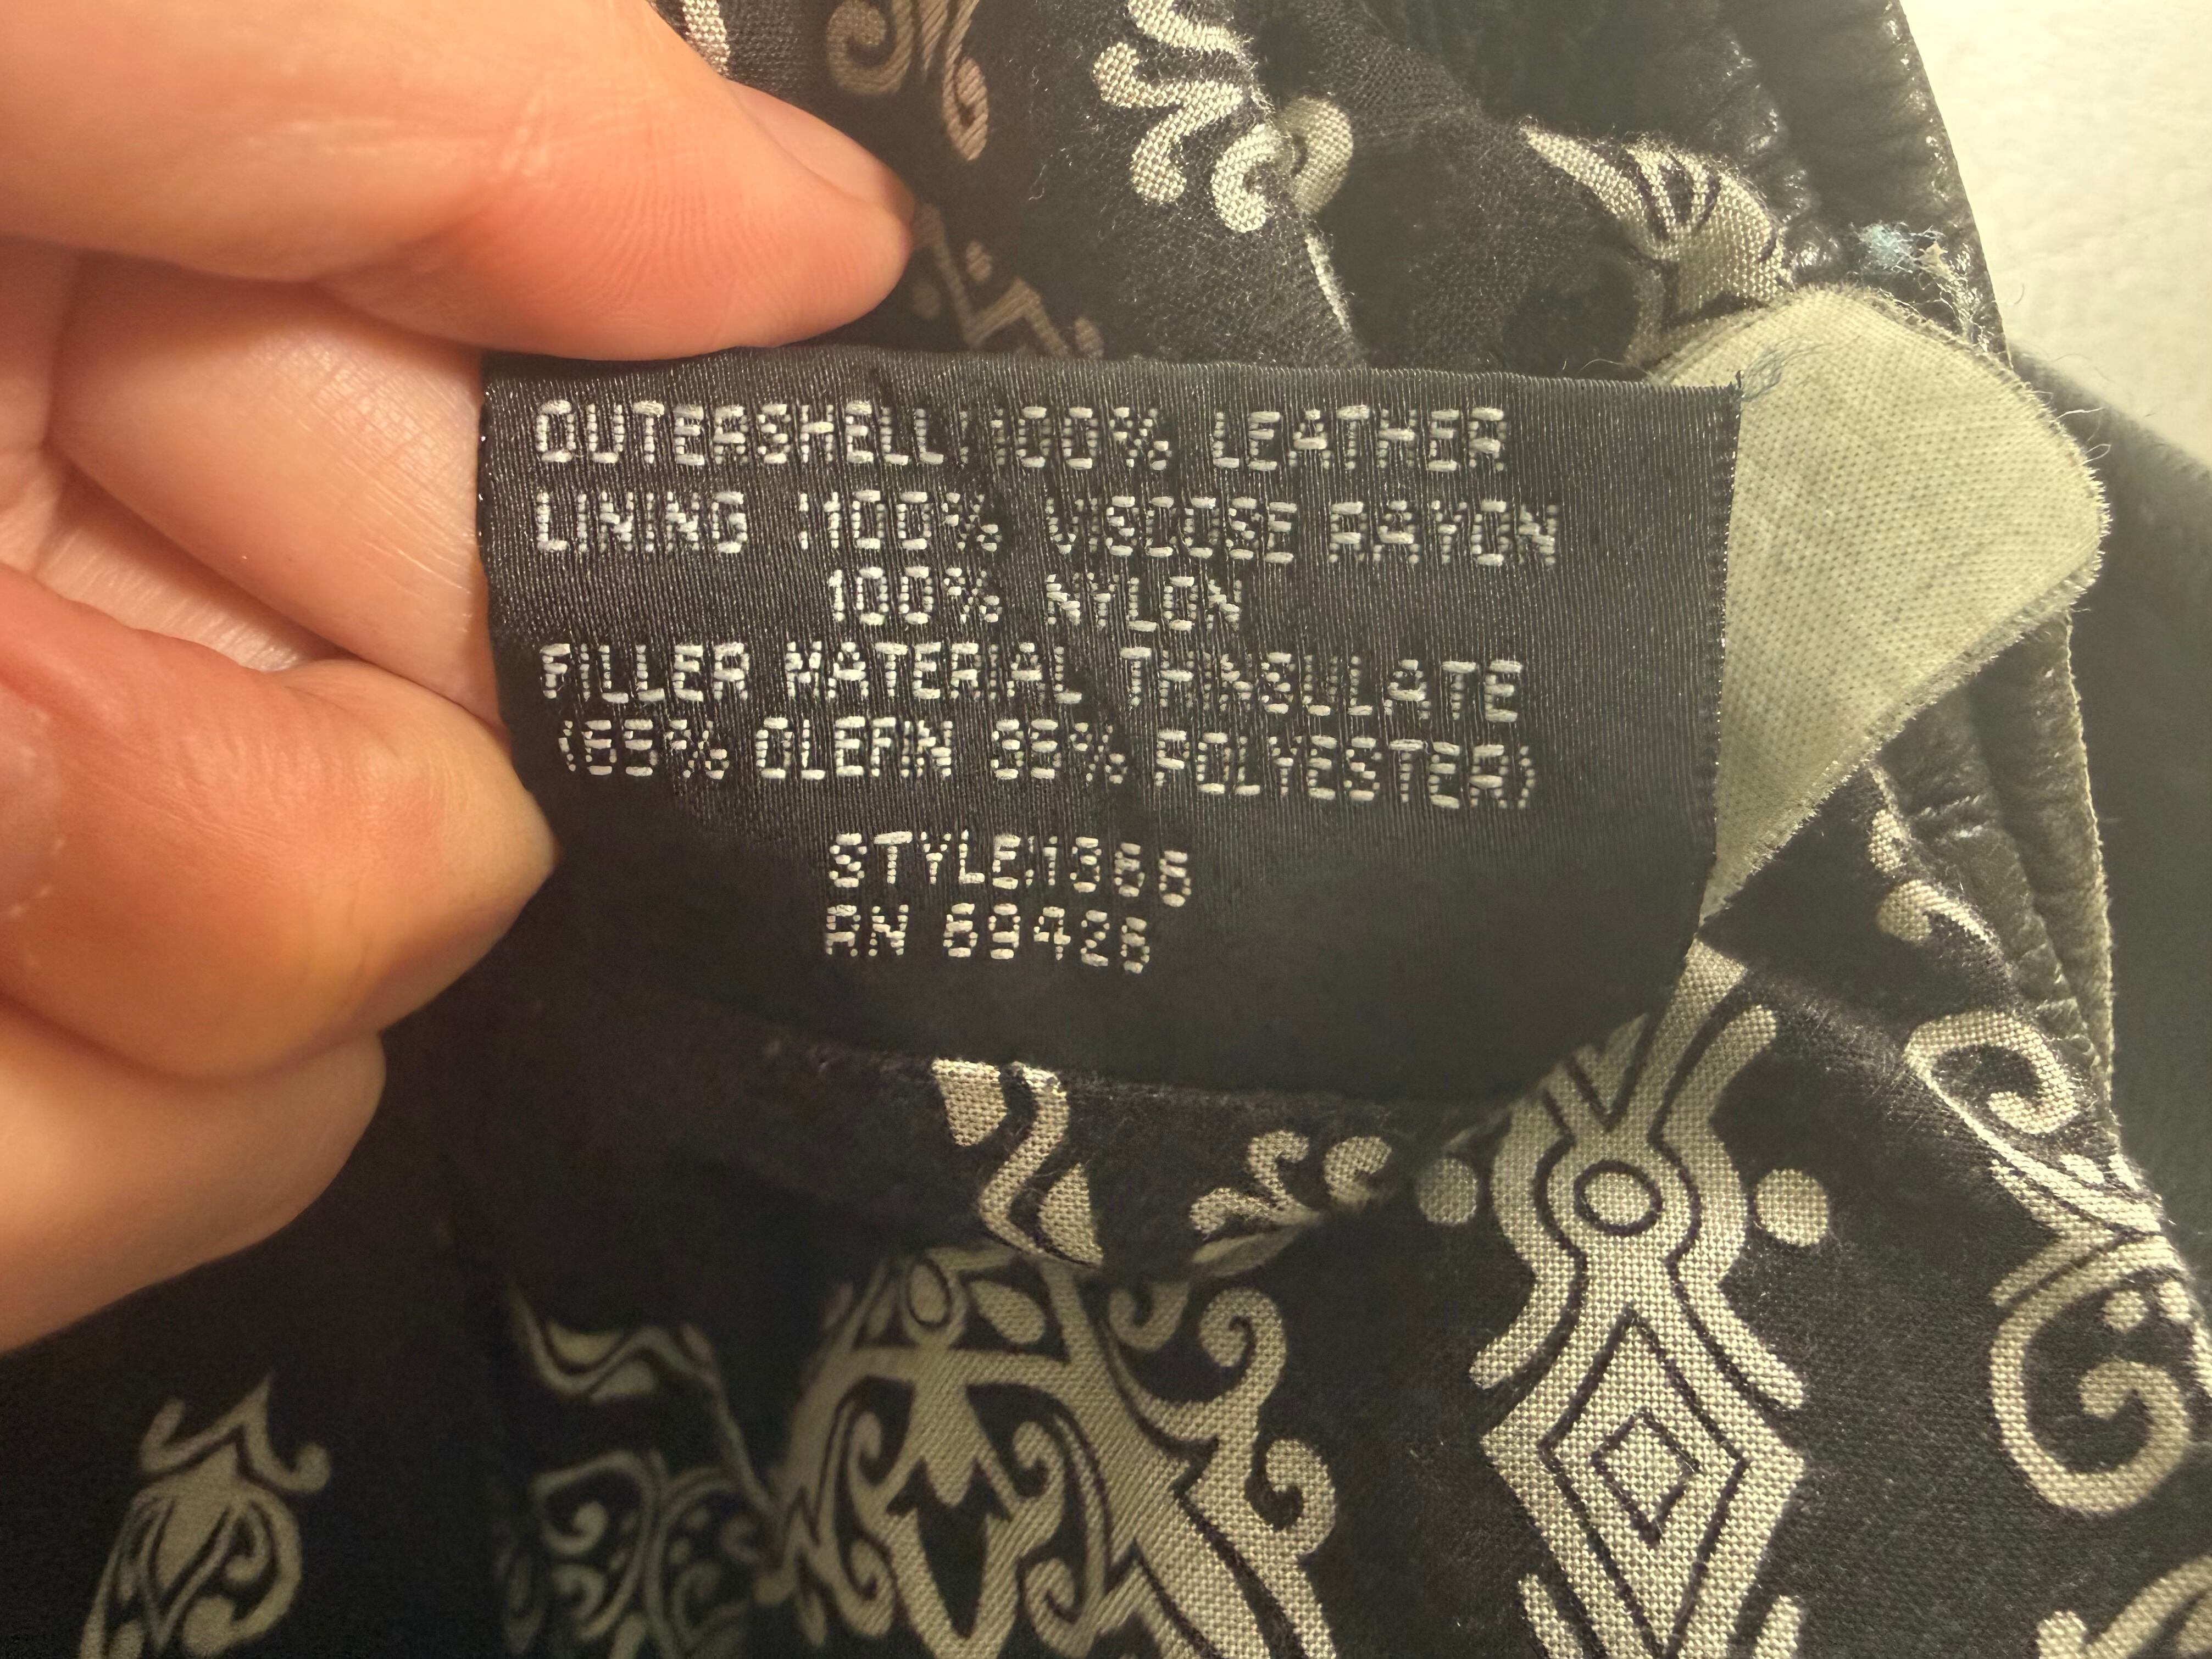 OUTERSHELL:100% LEATHER
LINING :100% VISCOSE RAYON
100% NYLON
FILLER MATERIAL THINSULATE
(65% OLEFIN 35% POLYESTER)
STYLE:1366
RN 69426